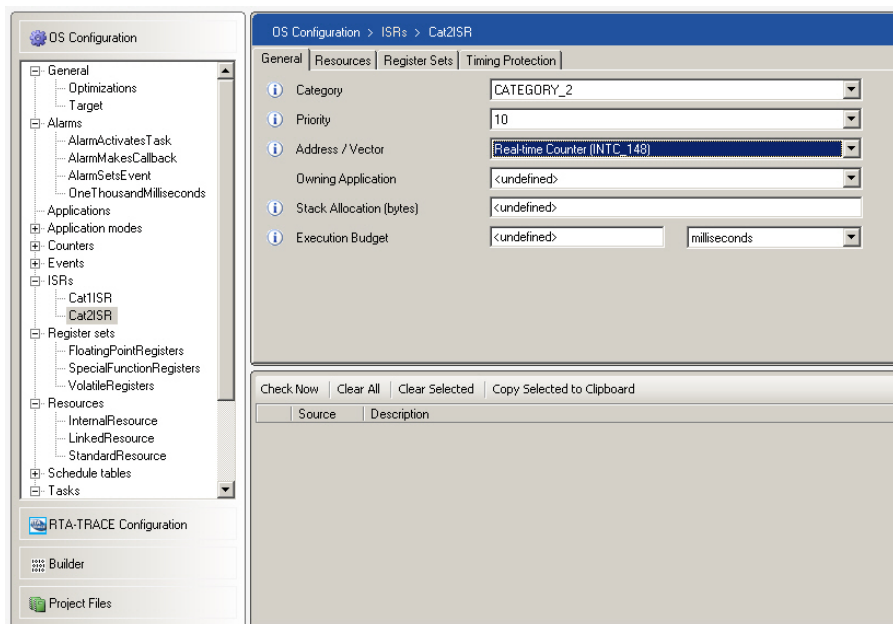 OS Configuration
General
Optimizations
Target
Alarms
AlarmActivatesTask
AlarmMakesCallback
AlarmSetsEvent
OneThousandMilliseconds
Applications
Application modes
Counters
Events
ISRs
Cat1ISR
Cat2ISR
Register sets
FloatingPointRegisters
SpecialFunctionRegisters
VolatileRegisters
Resources
InternalResource
LinkedResource
StandardResource
Schedule tables
Tasks
RTA-TRACE Configuration
Builder
Project Files
OS Configuration > ISRs > Cat2ISR
General Resources Register Sets Timing Protection
Category CATEGORY_2
Priority 10
Address / Vector Real-time Counter (INTC_148)
Owning Application <undefined>
Stack Allocation (bytes) <undefined>
Execution Budget <undefined> milliseconds
Check Now Clear All Clear Selected Copy Selected to Clipboard
Source Description